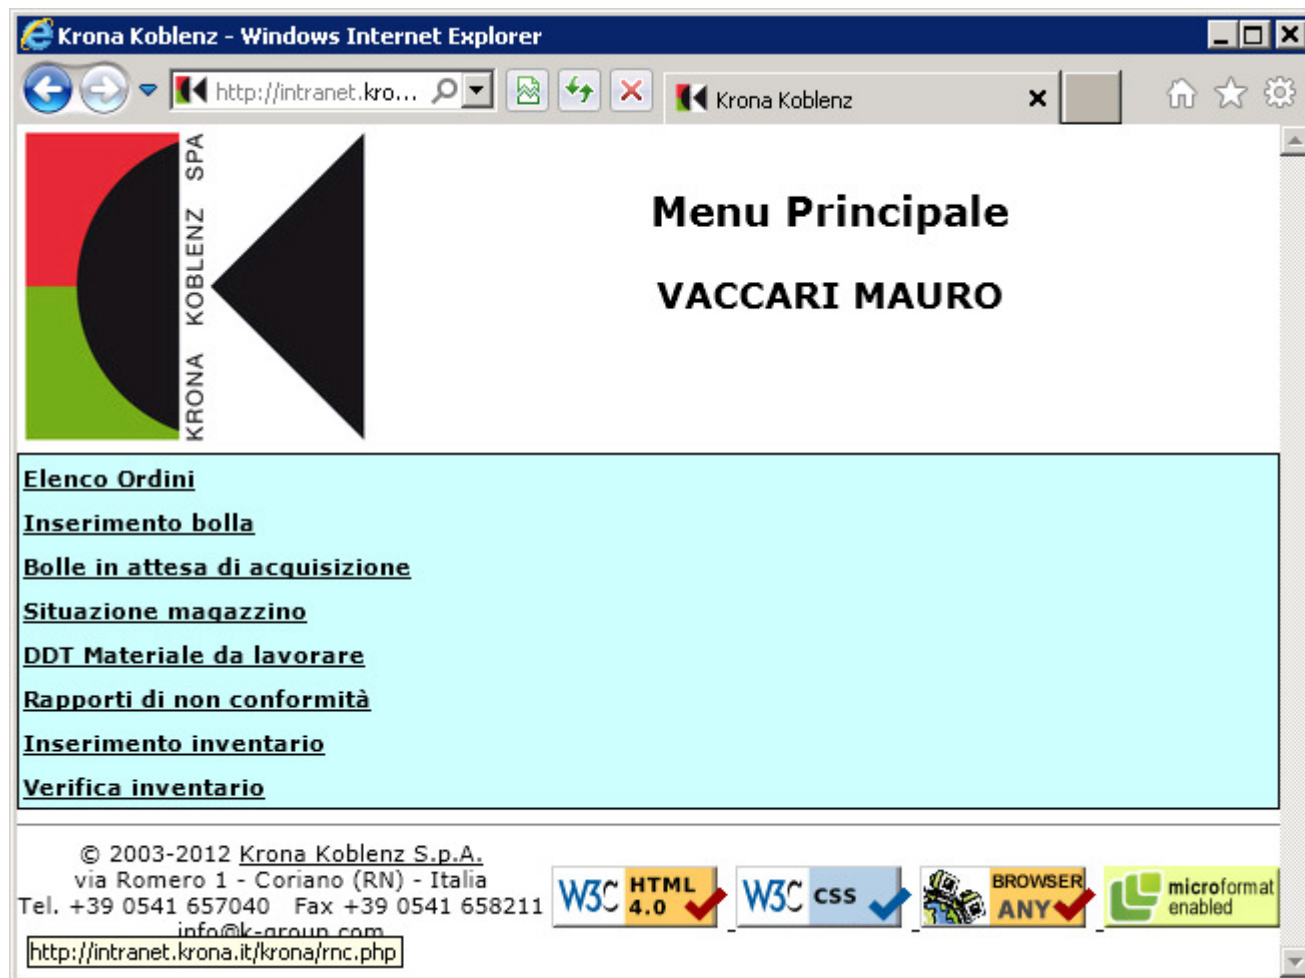 Krona Koblenz - Windows Internet Explorer
http://intranet.kro...
Krona Koblenz
KRONA KOBLENZ SPA
Menu Principale
VACCARI MAURO
Elenco Ordini
Inserimento bolla
Bolle in attesa di acquisizione
Situazione magazzino
DDT Materiale da lavorare
Rapporti di non conformità
Inserimento inventario
Verifica inventario
© 2003-2012 Krona Koblenz S.p.A.
via Romero 1 - Coriano (RN) - Italia
Tel. +39 0541 657040 Fax +39 0541 658211
info@k-group.com
W3C HTML 4.0
W3C css
BROWSER ANY
microformat enabled
http://intranet.krona.it/krona/rnc.php